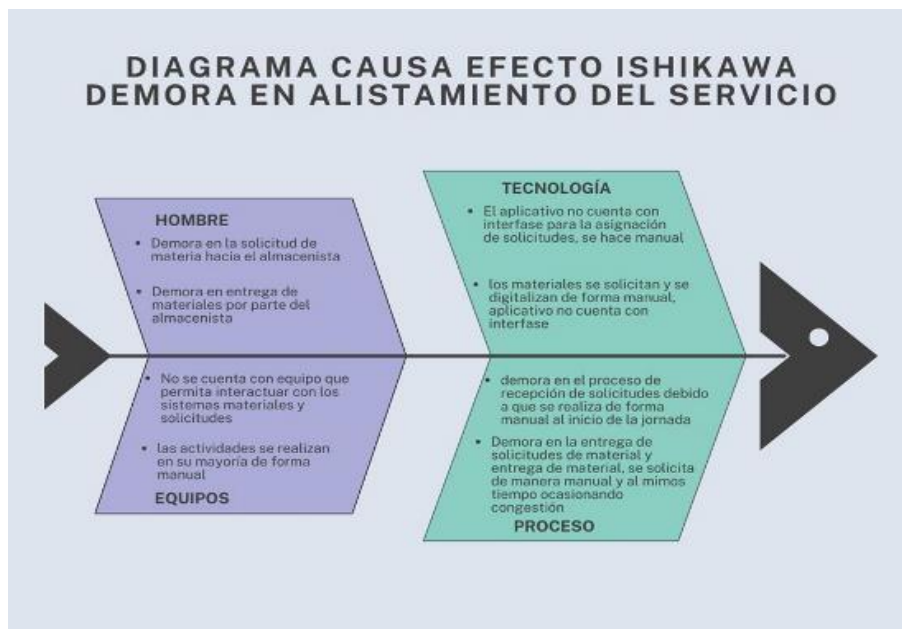 DIAGRAMA CAUSA EFECTO ISHIKAWA
DEMORA EN ALISTAMIENTO DEL SERVICIO
HOMBRE
• Demora en la solicitud de
materia hacia el almacenista
• Demora en entrega de
materiales por parte del
almacenista
TECNOLOGÍA
• El aplicativo no cuenta con
interfase para la asignación
de solicitudes, se hace manual
• los materiales se solicitan y se
digitalizan de forma manual,
aplicativo no cuenta con
interfase
• No se cuenta con equipo que
permita interactuar con los
sistemas materiales y
solicitudes
• las actividades se realizan
en su mayoría de forma
manual
EQUIPOS
• demora en el proceso de
recepción de solicitudes debido
a que se realiza de forma
manual al inicio de la jornada
• Demora en la entrega de
solicitudes de material y
entrega de material, se solicita
de manera manual y al mimos
tiempo ocasionando
congestión
PROCESO